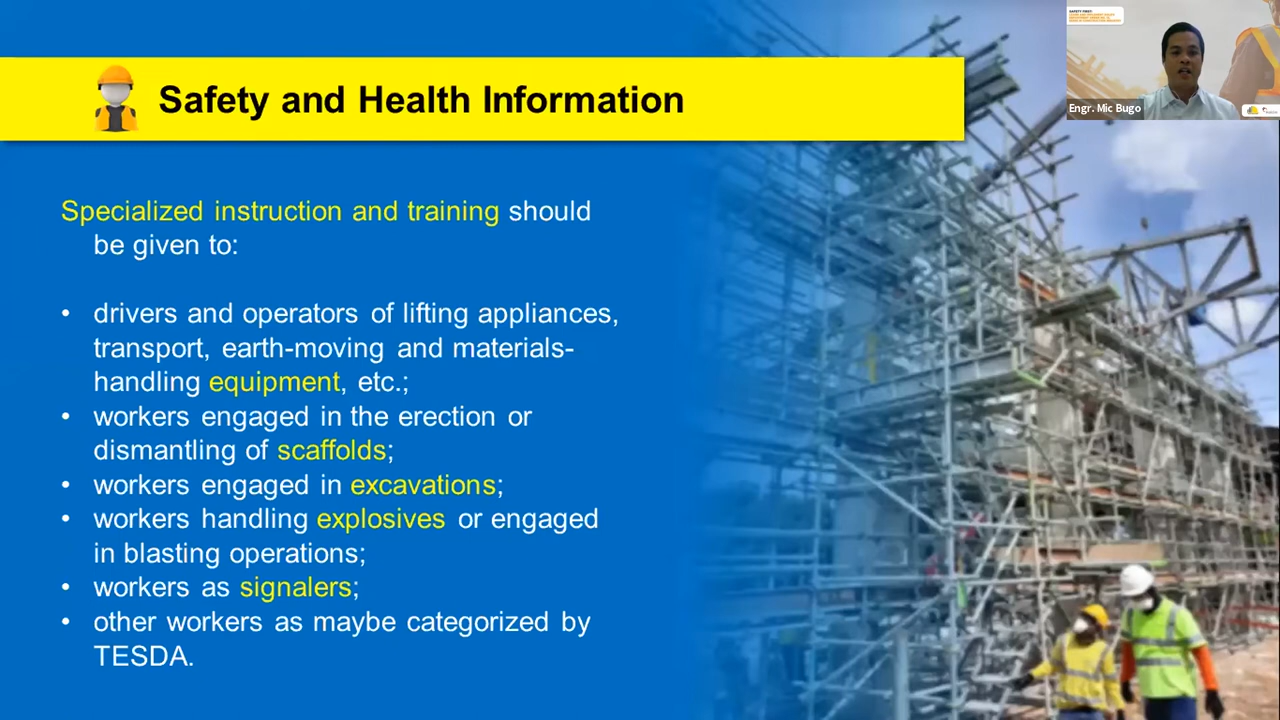 Safety and Health Information
Specialized instruction and training should
be given to:
• drivers and operators of lifting appliances,
transport, earth-moving and materials-
handling equipment, etc.;
• workers engaged in the erection or
dismantling of scaffolds;
• workers engaged in excavations;
• workers handling explosives or engaged
in blasting operations;
• workers as signalers;
• other workers as maybe categorized by
TESDA.
SAFETY FIRST!
Engr. Mic Bugo